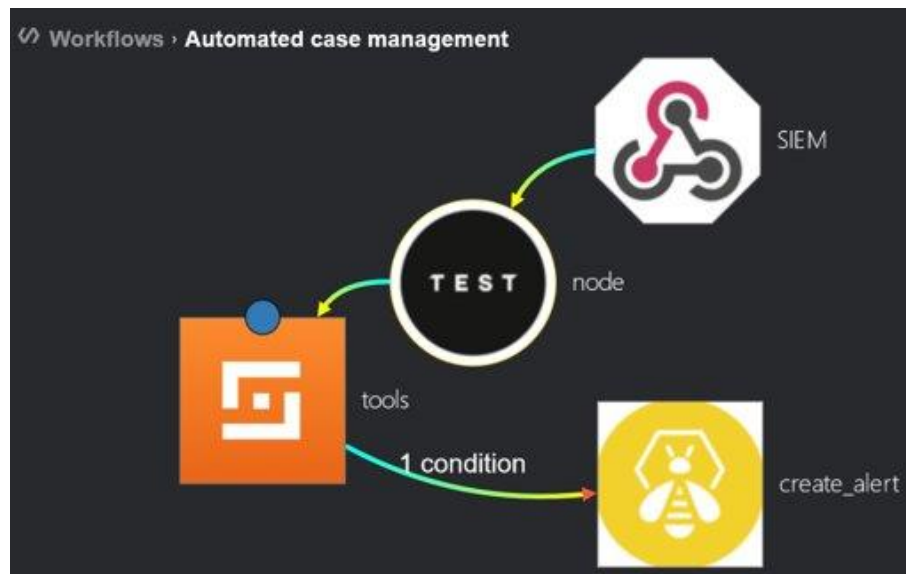 Workflows › Automated case management
SIEM
TEST
node
tools
1 condition
create_alert